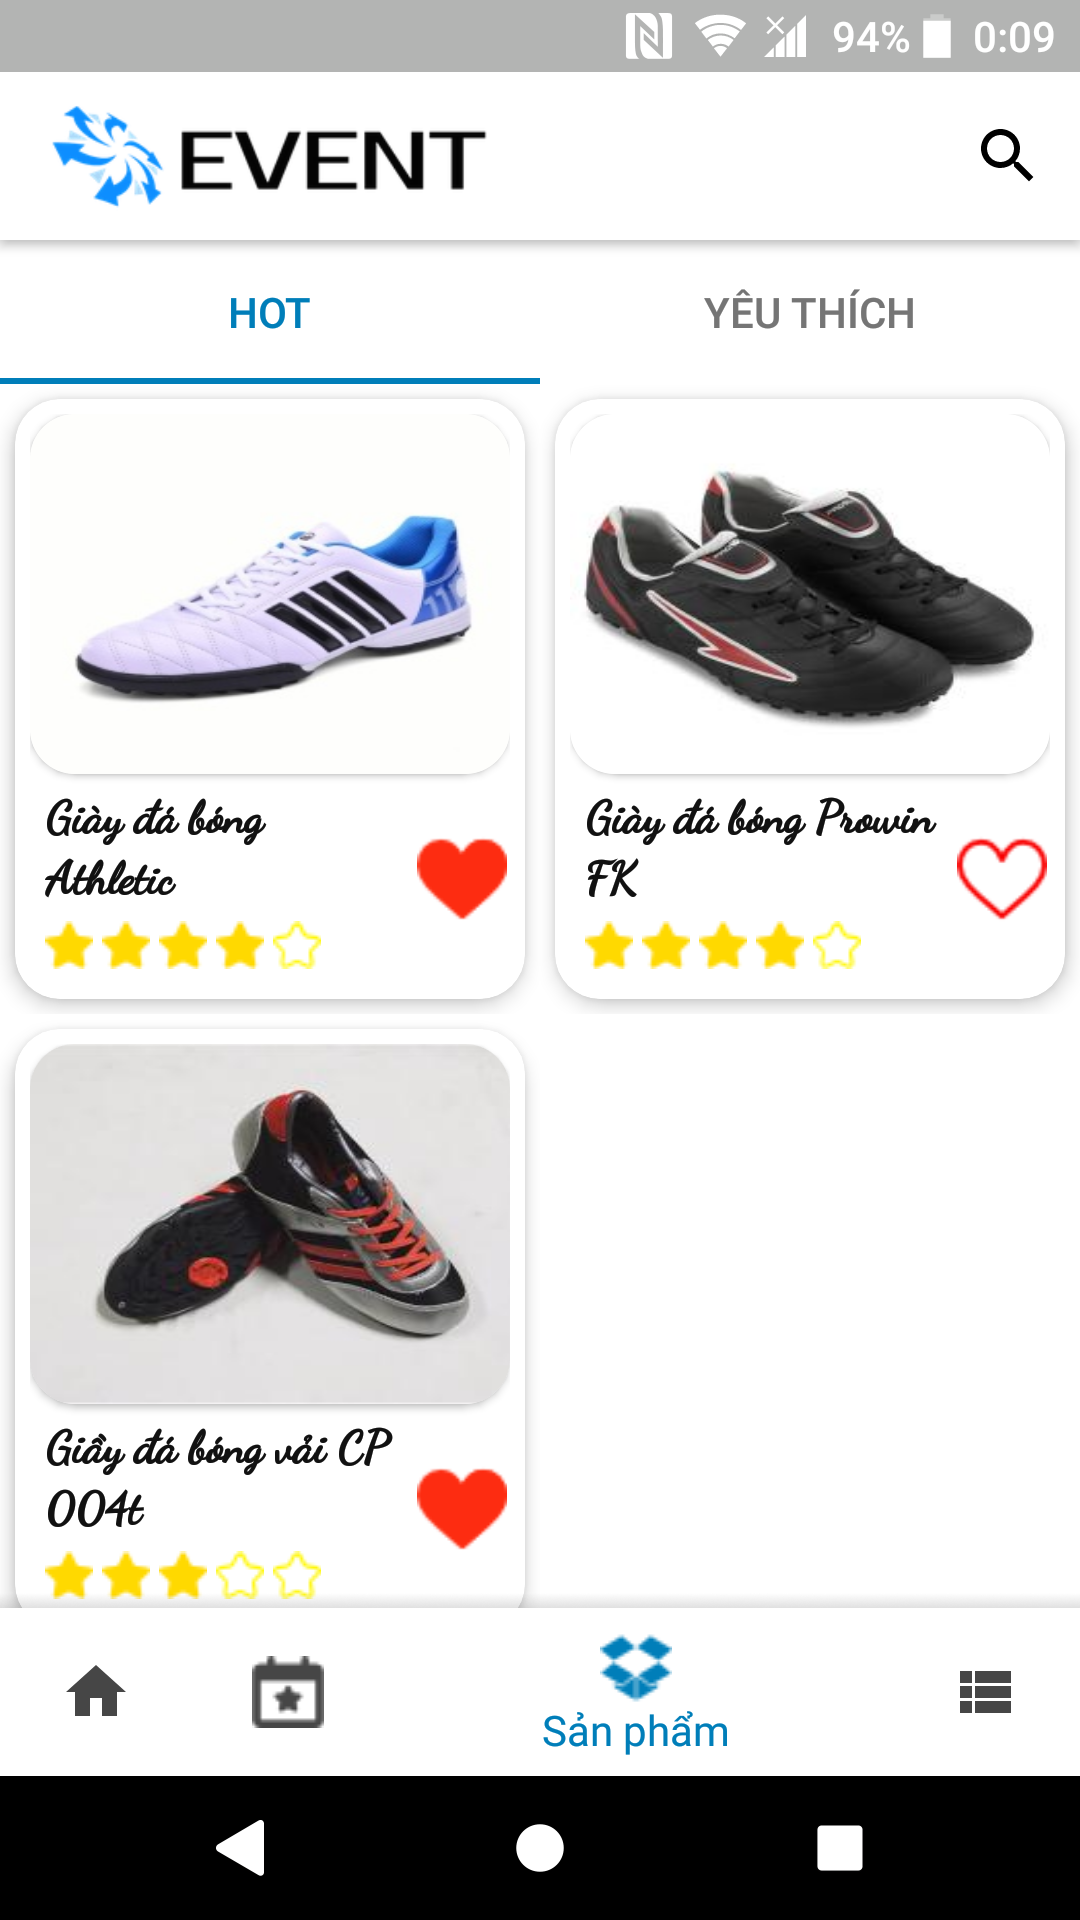 94% 0:09
EVENT
HOT YÊU THÍCH
Giày đá bóng
Athletic
Giày đá bóng Prowin
FK
Giầy đá bóng vải CP
004t
Sản phẩm